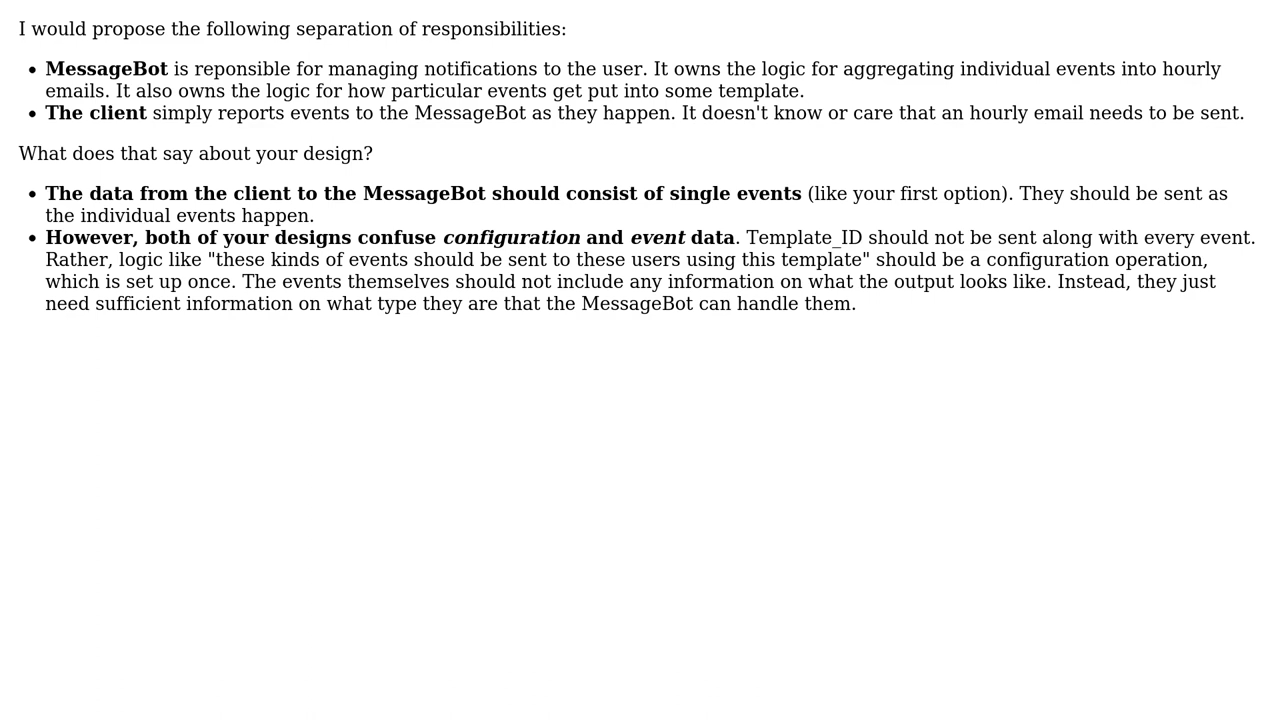 I would propose the following separation of responsibilities:
• MessageBot is reponsible for managing notifications to the user. It owns the logic for aggregating individual events into hourly
emails. It also owns the logic for how particular events get put into some template.
• The client simply reports events to the MessageBot as they happen. It doesn't know or care that an hourly email needs to be sent.
What does that say about your design?
• The data from the client to the MessageBot should consist of single events (like your first option). They should be sent as
the individual events happen.
• However, both of your designs confuse configuration and event data. Template_ID should not be sent along with every event.
Rather, logic like "these kinds of events should be sent to these users using this template" should be a configuration operation,
which is set up once. The events themselves should not include any information on what the output looks like. Instead, they just
need sufficient information on what type they are that the MessageBot can handle them.